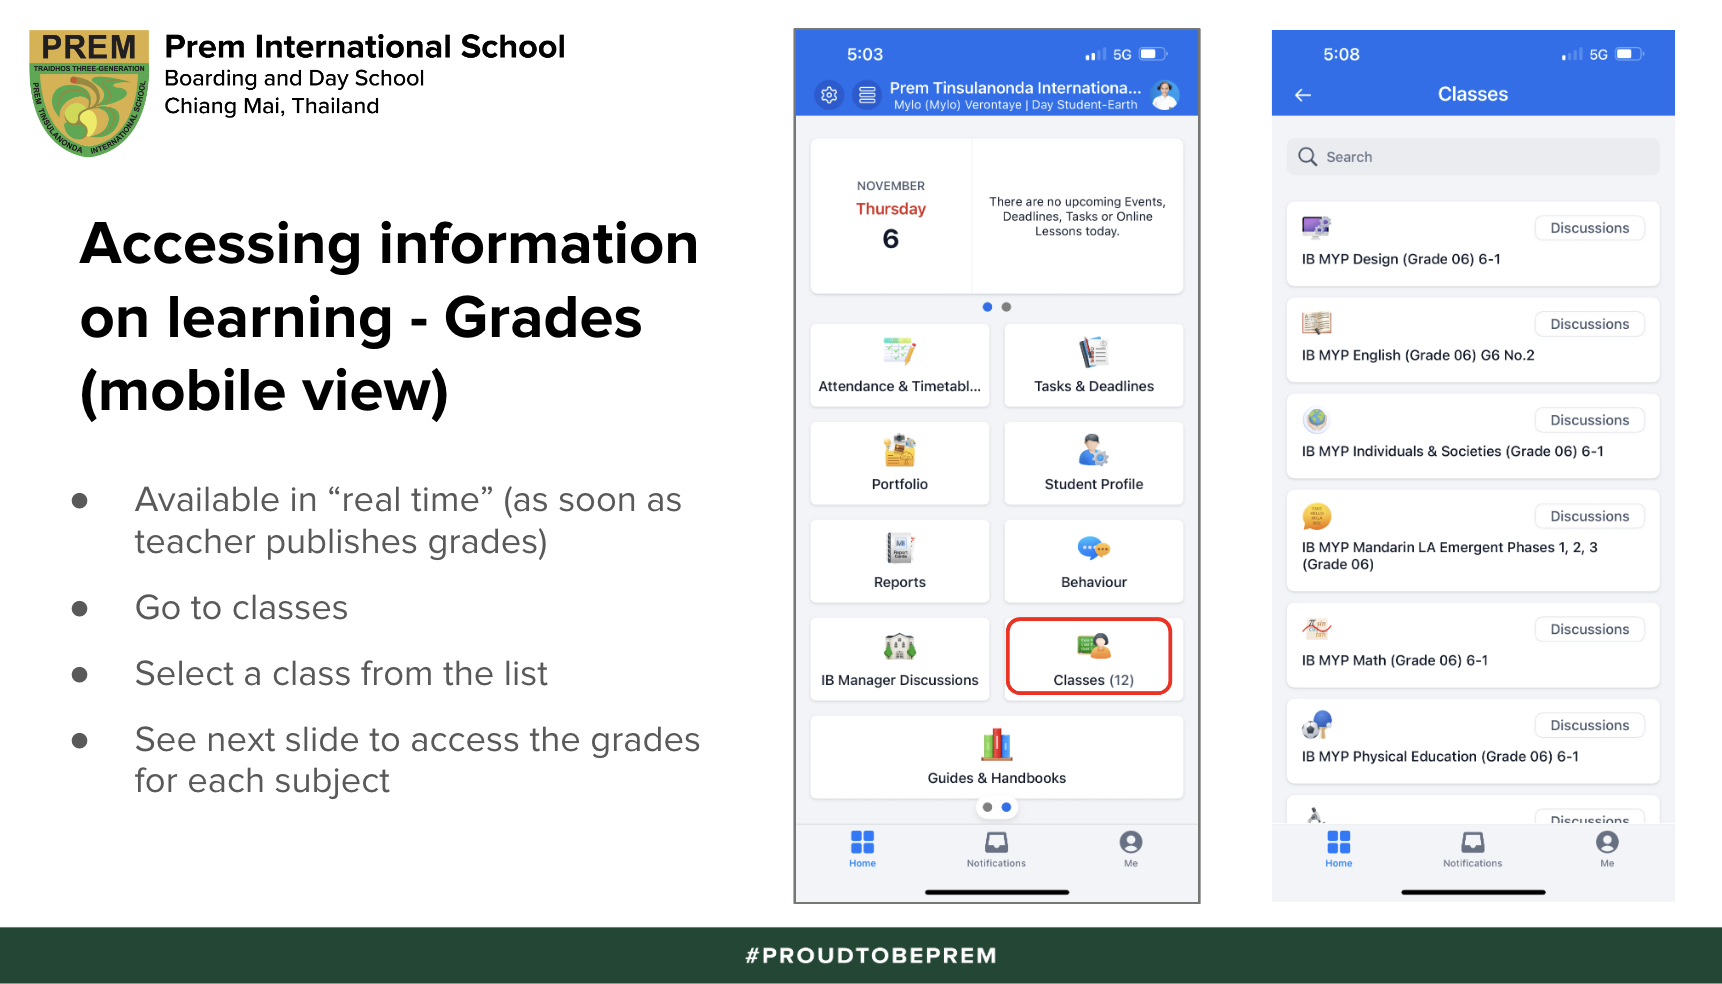 PREM
TRAIDHOS THREE-GENERATION
PREM TINSULANONDA INTERNATIONAL SCHOOL
Prem International School
Boarding and Day School
Chiang Mai, Thailand
Accessing information
on learning - Grades
(mobile view)
● Available in “real time” (as soon as
teacher publishes grades)
● Go to classes
● Select a class from the list
● See next slide to access the grades
for each subject
5:03
5G
Prem Tinsulanonda Internationa...
Mylo (Mylo) Verontaye | Day Student-Earth
NOVEMBER
Thursday
6
There are no upcoming Events,
Deadlines, Tasks or Online
Lessons today.
Attendance & Timetabl...
Tasks & Deadlines
Portfolio
Student Profile
Reports
Behaviour
IB Manager Discussions
Classes (12)
Guides & Handbooks
Home
Notifications
Me
5:08
5G
Classes
Search
Discussions
IB MYP Design (Grade 06) 6-1
Discussions
IB MYP English (Grade 06) G6 No.2
Discussions
IB MYP Individuals & Societies (Grade 06) 6-1
Discussions
IB MYP Mandarin LA Emergent Phases 1, 2, 3
(Grade 06)
Discussions
IB MYP Math (Grade 06) 6-1
Discussions
IB MYP Physical Education (Grade 06) 6-1
Discussions
Home
Notifications
Me
#PROUDTOBEPREM